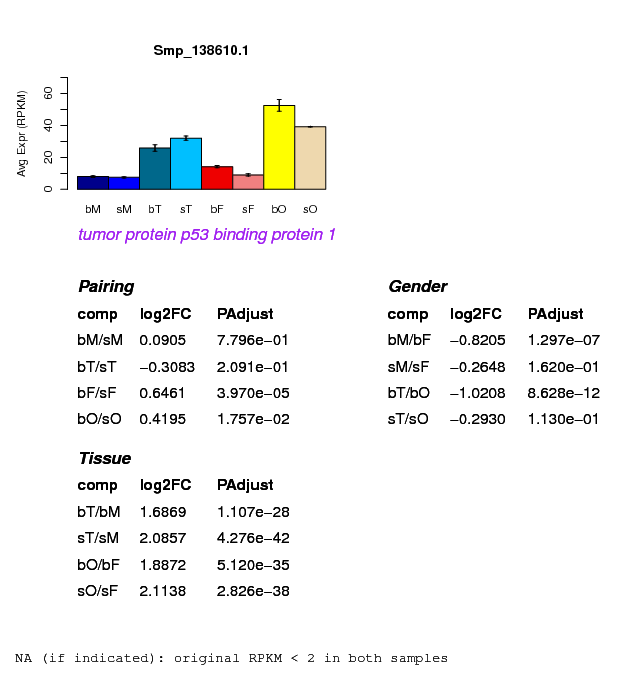 Smp_138610.1
Avg Expr (RPKM)
0 20 40 60
bM sM bT sT bF sF bO sO
tumor protein p53 binding protein 1
Pairing
comp log2FC PAdjust
bM/sM 0.0905 7.796e−01
bT/sT −0.3083 2.091e−01
bF/sF 0.6461 3.970e−05
bO/sO 0.4195 1.757e−02
Gender
comp log2FC PAdjust
bM/bF −0.8205 1.297e−07
sM/sF −0.2648 1.620e−01
bT/bO −1.0208 8.628e−12
sT/sO −0.2930 1.130e−01
Tissue
comp log2FC PAdjust
bT/bM 1.6869 1.107e−28
sT/sM 2.0857 4.276e−42
bO/bF 1.8872 5.120e−35
sO/sF 2.1138 2.826e−38
NA (if indicated): original RPKM < 2 in both samples